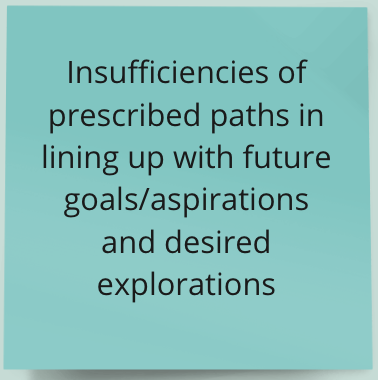 Insufficiencies of
prescribed paths in
lining up with future
goals/aspirations
and desired
explorations